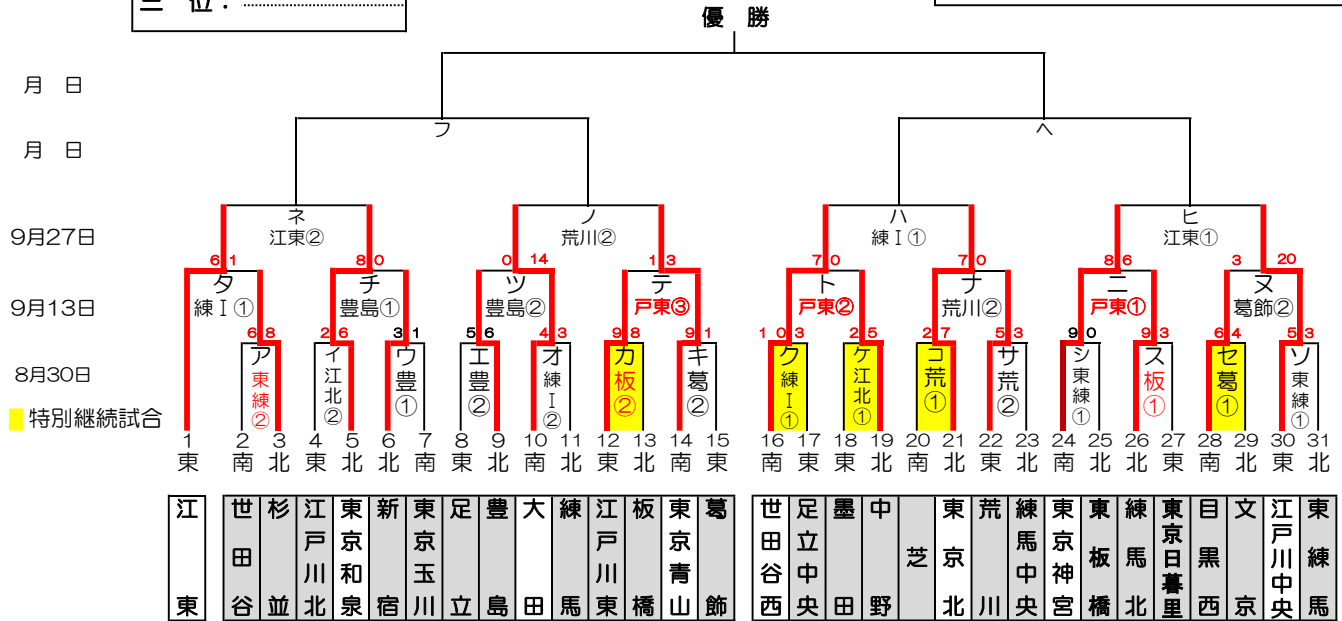 三 位：
優 勝
月 日
フ
ヘ
月 日
9月27日
ネ
江東②
ノ
荒川②
ハ
練Ⅰ①
ヒ
江東①
6 1
8 0
0 14
1 3
7 0
7 0
8 6
3 20
9月13日
タ
練Ⅰ①
チ
豊島①
ツ
豊島②
テ
戸東③
ト
戸東②
ナ
荒川②
ニ
戸東①
ヌ
葛飾②
6 8
2 6
3 1
5 6
4 3
9 8
9 1
10 3
2 5
2 7
5 3
9 0
9 3
6 4
5 3
8月30日
ア東練②
イ江北②
ウ豊①
エ豊②
オ練Ⅰ②
カ板②
キ葛②
ク練Ⅰ①
ケ江北①
コ荒①
サ荒②
シ東練①
ス板①
セ葛①
ソ東練①
特別継続試合
1 2 3 4 5 6 7 8 9 10 11 12 13 14 15 16 17 18 19 20 21 22 23 24 25 26 27 28 29 30 31
東 南 北 東 北 北 南 東 北 南 北 東 北 南 東 南 東 東 北 南 北 東 北 南 北 北 東 南 北 東 北
江東
世田谷
杉並
江戸川北
東京和泉
新宿
東京玉川
足立
豊島
大田
練馬
江戸川東
板橋
東京青山
葛飾
世田谷西
足立中央
墨田
中野
芝
東京北
荒川
練馬中央
東京神宮
東板橋
練馬北
東京日暮里
目黒西
文京
江戸川中央
東練馬